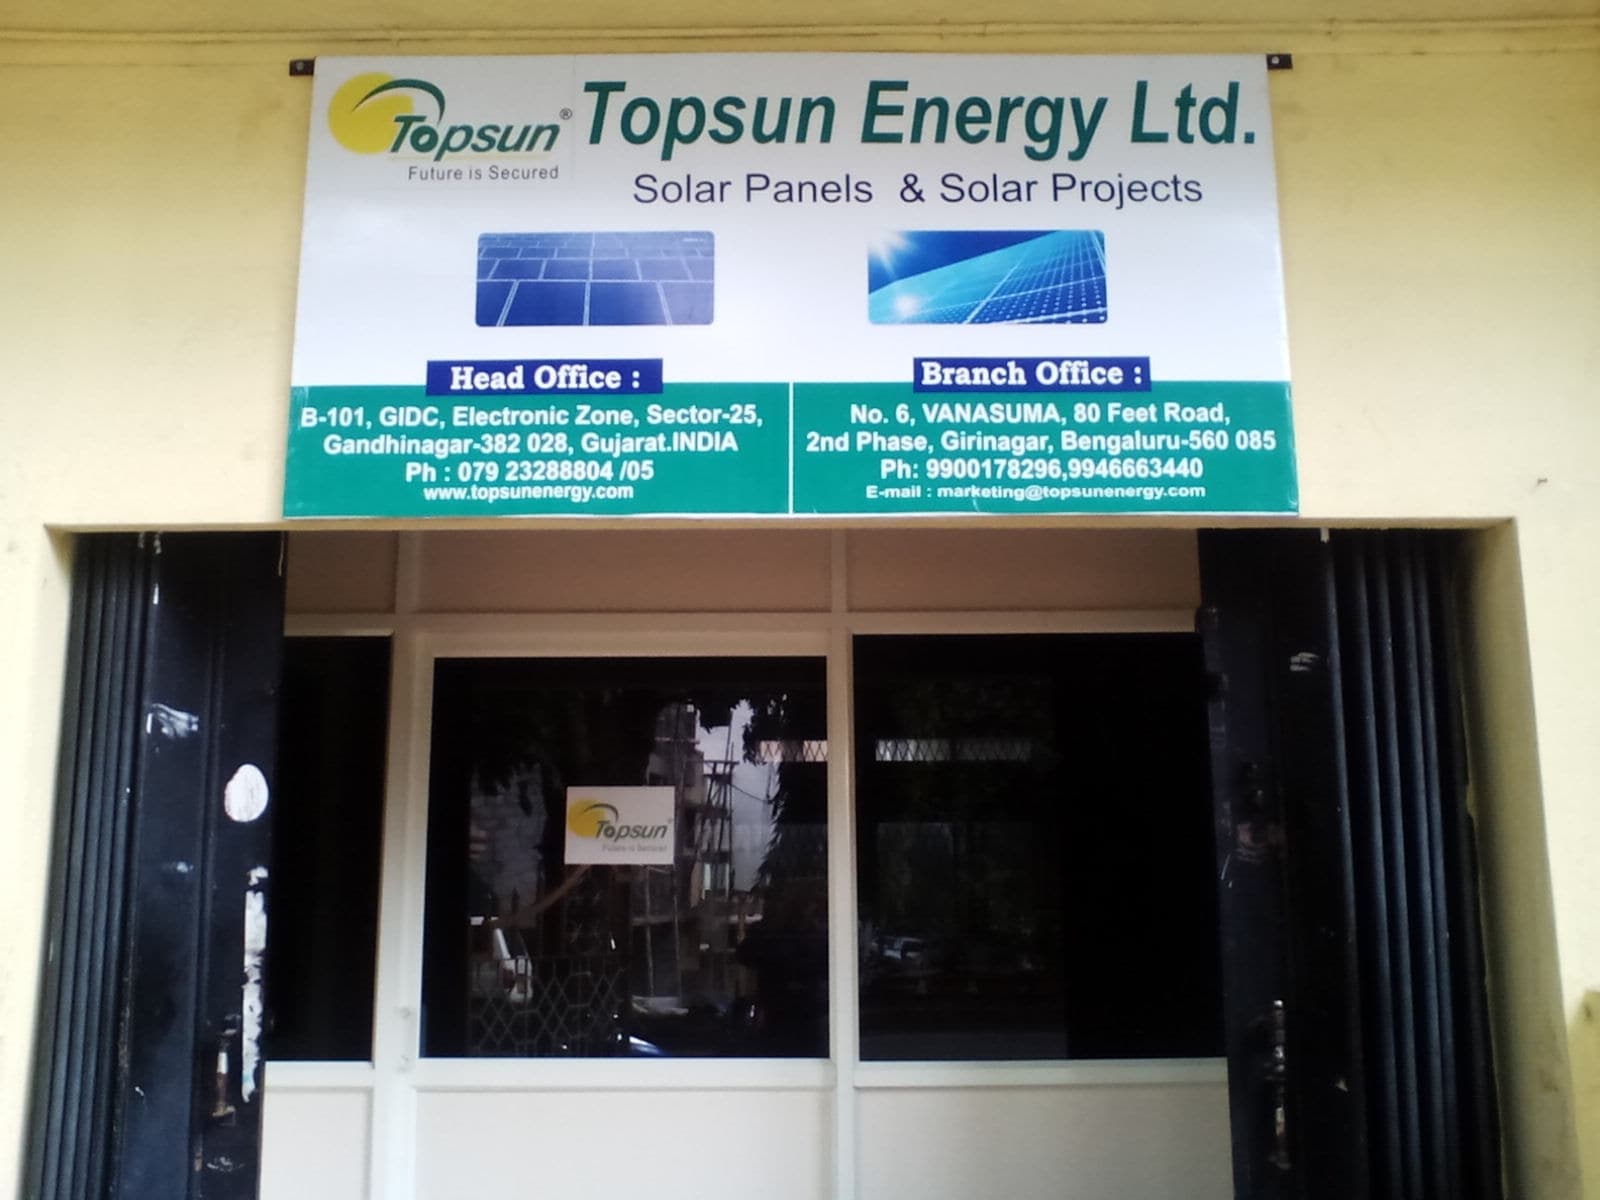 Topsun®
Future is Secured
Topsun Energy Ltd.
Solar Panels & Solar Projects
Head Office :
B-101, GIDC, Electronic Zone, Sector-25,
Gandhinagar-382 028, Gujarat.INDIA
Ph : 079 23288804 /05
www.topsunenergy.com
Branch Office :
No. 6, VANASUMA, 80 Feet Road,
2nd Phase, Girinagar, Bengaluru-560 085
Ph: 9900178296,9946663440
E-mail : marketing@topsunenergy.com
Topsun®
Future is Secured